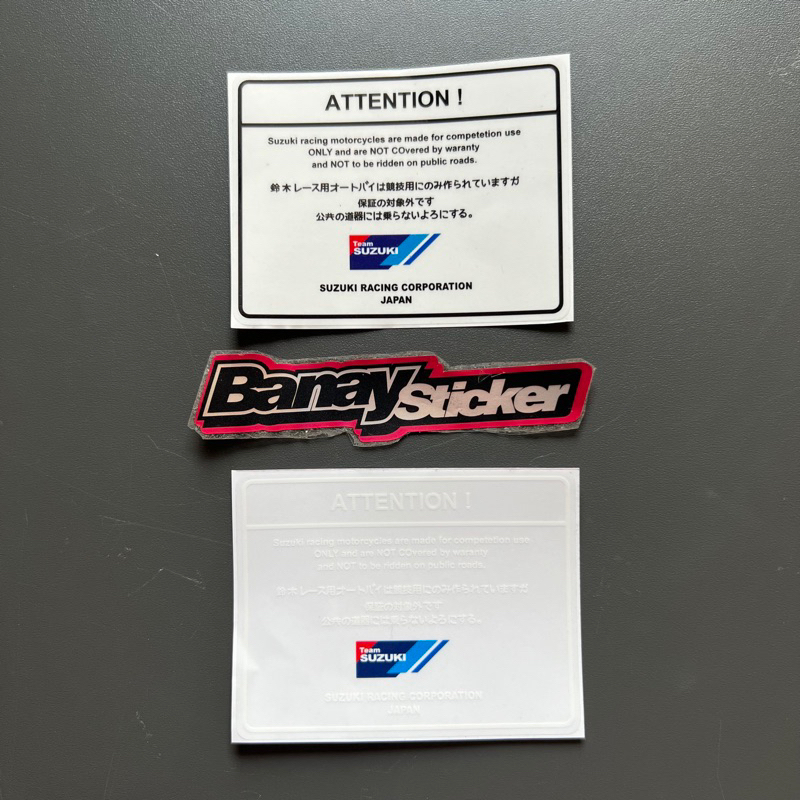 ATTENTION !
Suzuki racing motorcycles are made for competetion use
ONLY and are NOT COvered by waranty
and NOT to be ridden on public roads.
鈴木レース用オートバイは競技用にのみ作られていますが
保証の対象外です
公共の道器には乗らないよろにする。
Team
SUZUKI
SUZUKI RACING CORPORATION
JAPAN
Banay Sticker
ATTENTION !
Suzuki racing motorcycles are made for competetion use
ONLY and are NOT COvered by waranty
and NOT to be ridden on public roads.
鈴木レース用オートバイは競技用にのみ作られていますが
保証の対象外です
公共の道器には乗らないよろにする。
Team
SUZUKI
SUZUKI RACING CORPORATION
JAPAN